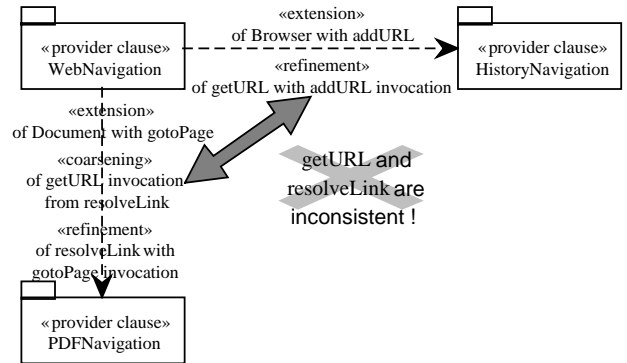 «extension»
of Browser with addURL
«provider clause»
WebNavigation
«provider clause»
HistoryNavigation
«refinement»
of getURL with addURL invocation
«extension»
of Document with gotoPage
«coarsening»
of getURL invocation
from resolveLink
getURL and
resolveLink are
inconsistent !
«refinement»
of resolveLink with
gotoPage invocation
«provider clause»
PDFNavigation